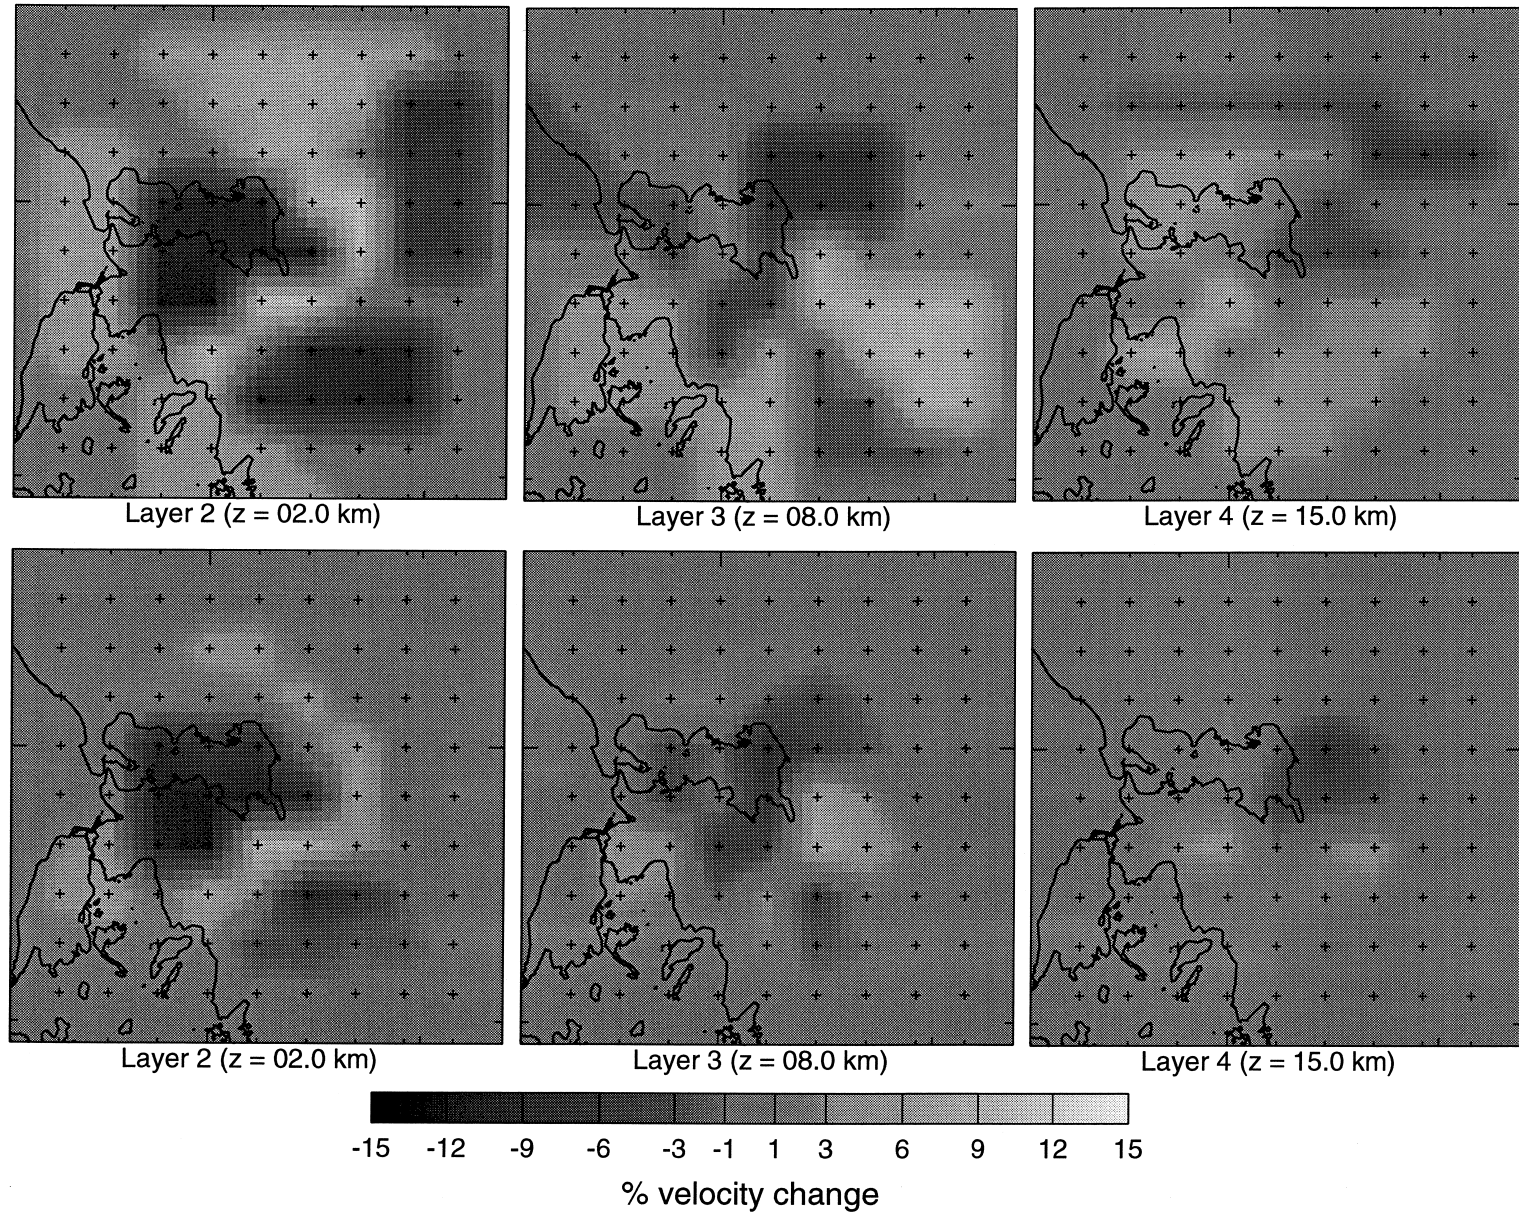 Layer 2 (z = 02.0 km) Layer 3 (z = 08.0 km) Layer 4 (z = 15.0 km)
Layer 2 (z = 02.0 km) Layer 3 (z = 08.0 km) Layer 4 (z = 15.0 km)
-15 -12 -9 -6 -3 -1 1 3 6 9 12 15
% velocity change